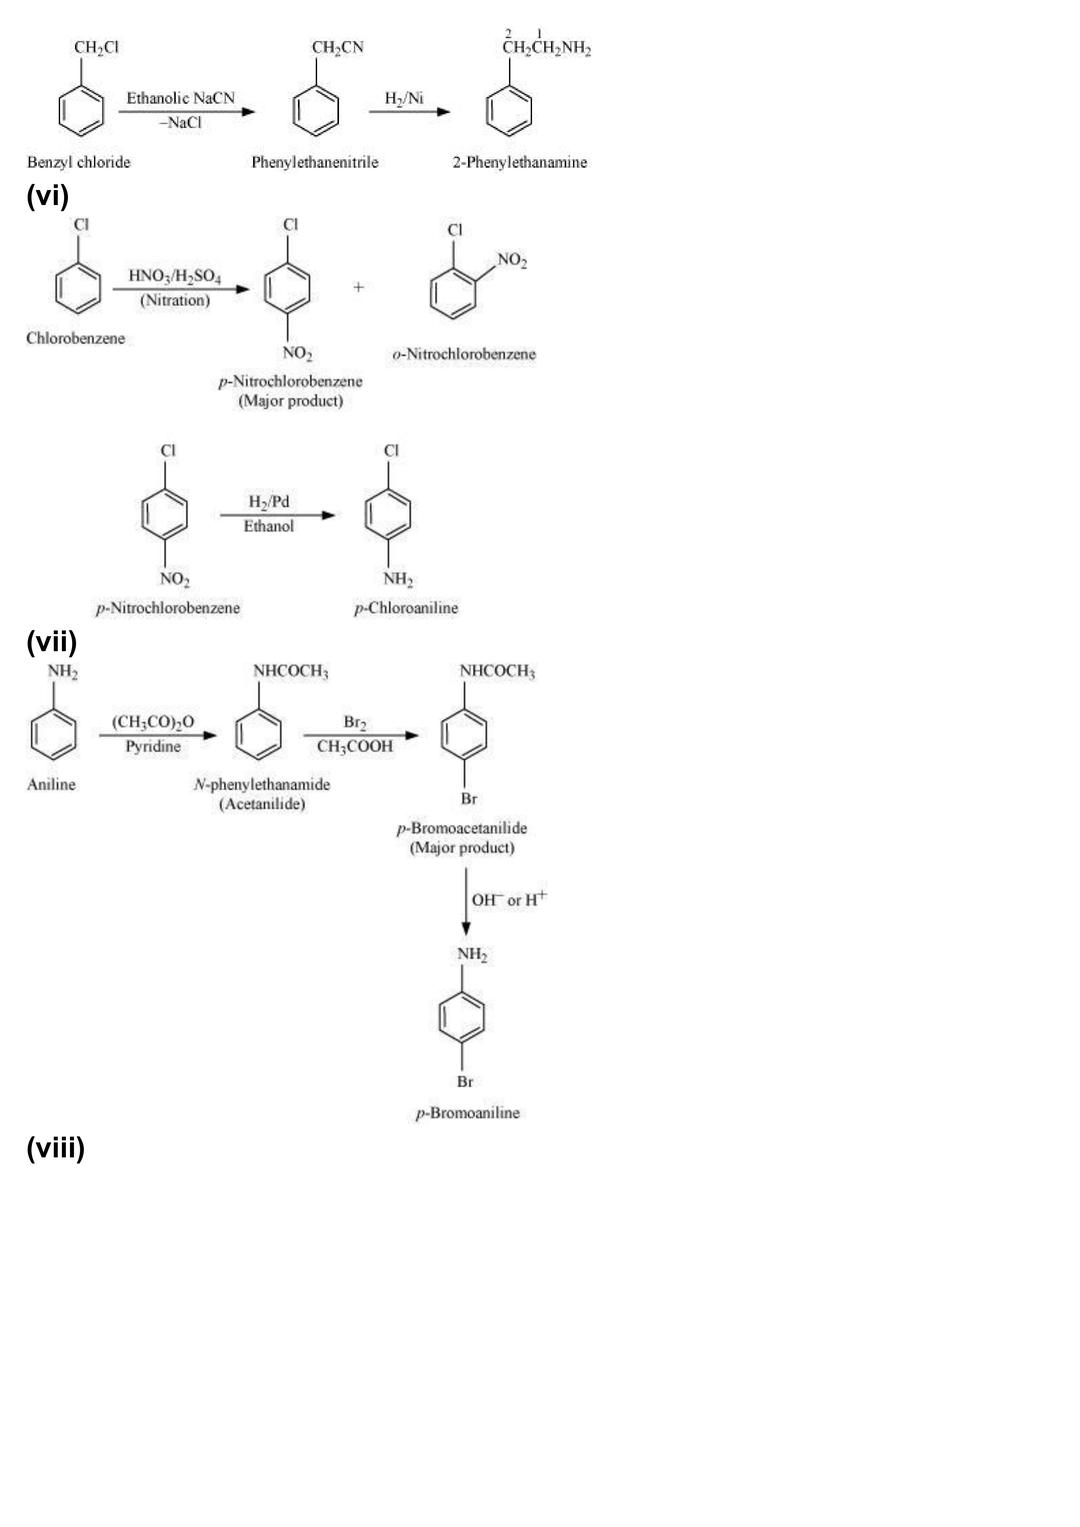 CH₂Cl CH₂CN 2 1 CH₂CH₂NH₂
Ethanolic NaCN H₂/Ni
–NaCl
Benzyl chloride Phenylethanenitrile 2-Phenylethanamine
(vi)
Cl Cl Cl
NO₂
HNO₃/H₂SO₄
(Nitration) +
Chlorobenzene
NO₂ o-Nitrochlorobenzene
p-Nitrochlorobenzene
(Major product)
Cl Cl
H₂/Pd
Ethanol
NO₂ NH₂
p-Nitrochlorobenzene p-Chloroaniline
(vii)
NH₂ NHCOCH₃ NHCOCH₃
(CH₃CO)₂O Br₂
Pyridine CH₃COOH
Aniline N-phenylethanamide
(Acetanilide) Br
p-Bromoacetanilide
(Major product)
OH⁻ or H⁺
NH₂
Br
p-Bromoaniline
(viii)